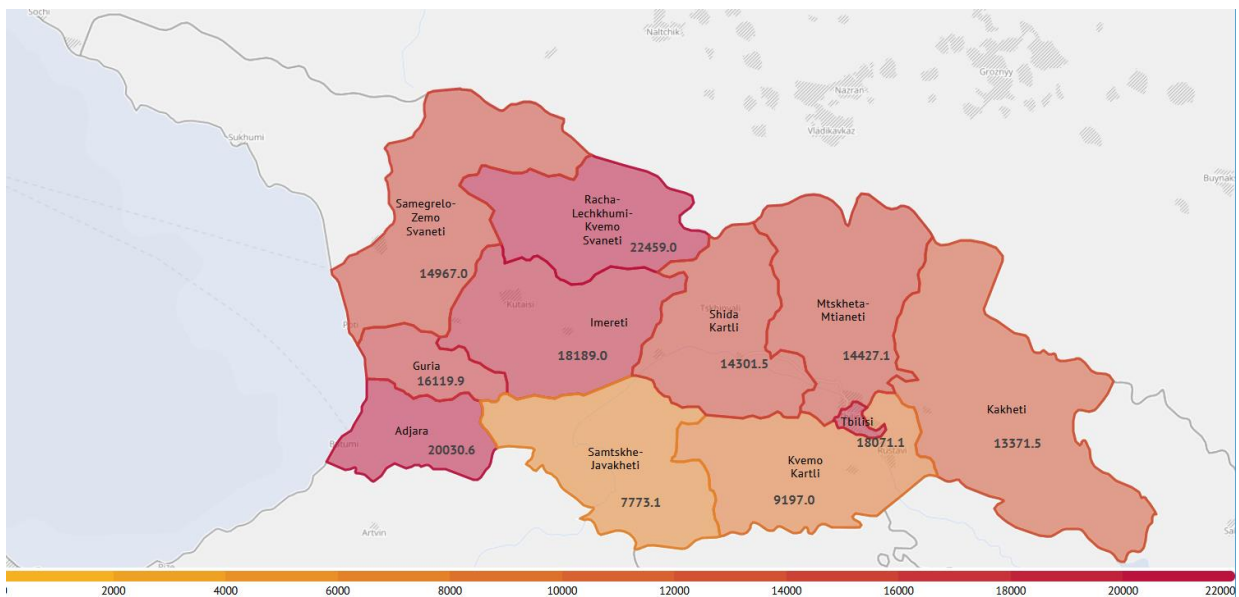 Sochi
Naltchik
Groznyy
Nazran
Vladikavkaz
Sukhumi
Buynaks
Samegrelo-
Zemo
Svaneti
14967.0
Racha-
Lechkhumi-
Kvemo
Svaneti
22459.0
Kutaisi
Imereti
18189.0
Tskhinvali
Shida
Kartli
14301.5
Mtskheta-
Mtianeti
14427.1
Poti
Guria
16119.9
Adjara
20030.6
Batumi
Samtskhe-
Javakheti
7773.1
Kvemo
Kartli
9197.0
Tbilisi
18071.1
Rustavi
Kakheti
13371.5
Artvin
2000
4000
6000
8000
10000
12000
14000
16000
18000
20000
22000